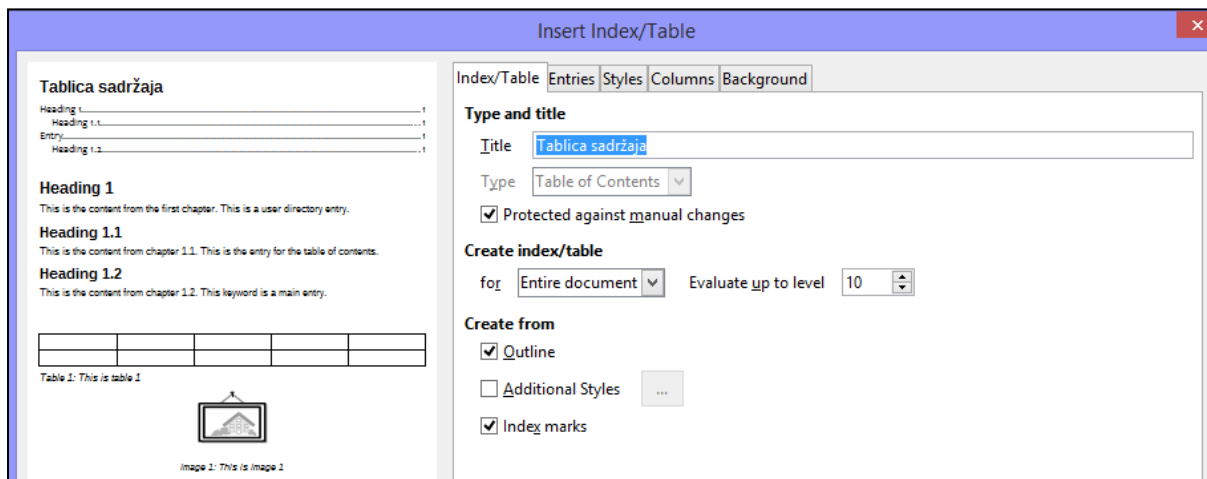 Insert Index/Table
Tablica sadržaja
Heading 1 1
Heading 1.1 1
Entry 1
Heading 1.2 1
Heading 1
This is the content from the first chapter. This is a user directory entry.
Heading 1.1
This is the content from chapter 1.1. This is the entry for the table of contents.
Heading 1.2
This is the content from chapter 1.2. This keyword is a main entry.
Table 1: This is table 1
Image 1: This is image 1
Index/Table Entries Styles Columns Background
Type and title
Title Tablica sadržaja
Type Table of Contents
Protected against manual changes
Create index/table
for Entire document Evaluate up to level 10
Create from
Outline
Additional Styles ...
Index marks